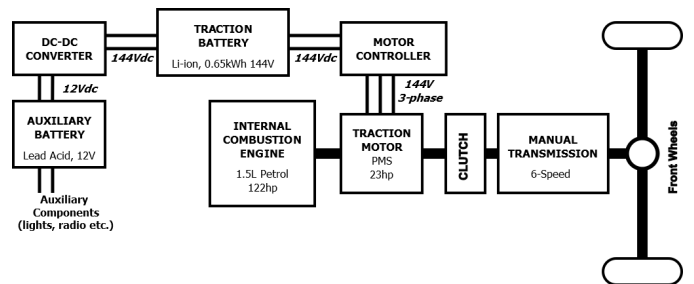 DC-DC
CONVERTER
144Vdc
TRACTION
BATTERY
Li-ion, 0.65kWh 144V
144Vdc
MOTOR
CONTROLLER
12Vdc
144V
3-phase
AUXILIARY
BATTERY
Lead Acid, 12V
Auxiliary
Components
(lights, radio etc.)
INTERNAL
COMBUSTION
ENGINE
1.5L Petrol
122hp
TRACTION
MOTOR
PMS
23hp
CLUTCH
MANUAL
TRANSMISSION
6-Speed
Front Wheels